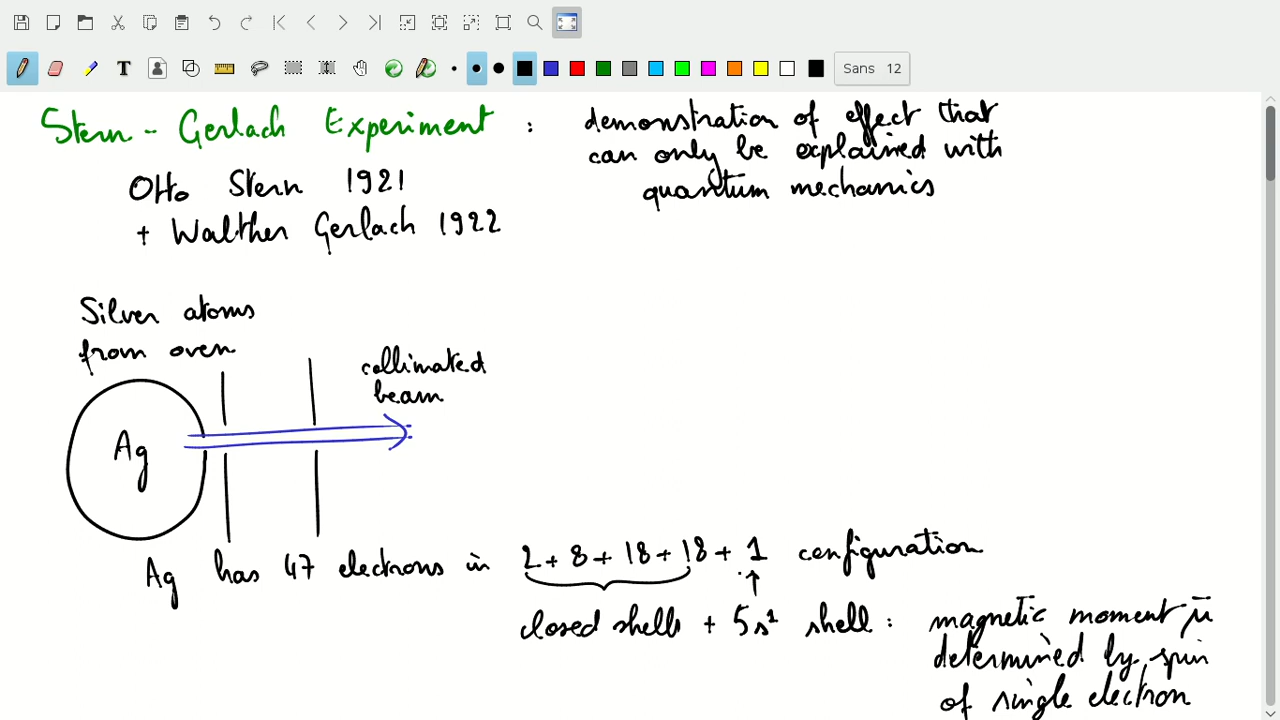 Sans 12
Stern - Gerlach Experiment :
demonstration of effect that
can only be explained with
quantum mechanics
Otto Stern 1921
+ Walther Gerlach 1922
Silver atoms
from oven
collimated
beam
Ag
Ag has 47 electrons in 2 + 8 + 18 + 18 + 1 configuration
closed shells + 5s¹ shell :
magnetic moment μ̄
determined by spin
of single electron